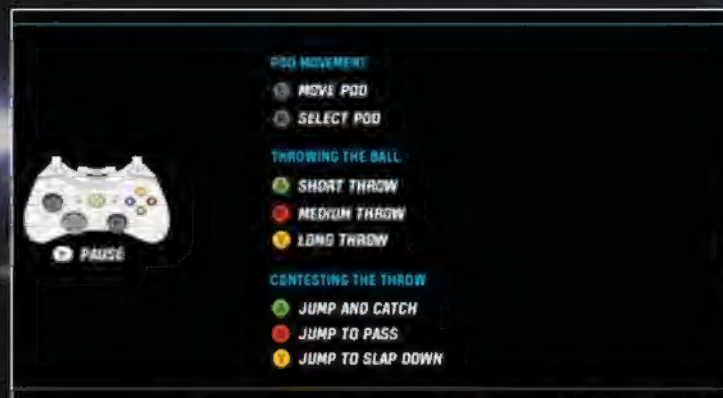 POD MOVEMENT
L MOVE POD
R SELECT POD
THROWING THE BALL
A SHORT THROW
B MEDIUM THROW
Y LONG THROW
PAUSE
CONTESTING THE THROW
A JUMP AND CATCH
B JUMP TO PASS
Y JUMP TO SLAP DOWN